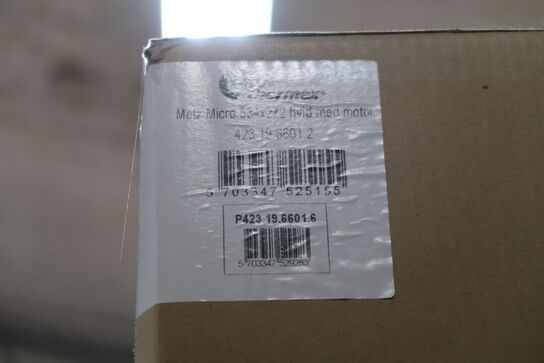 thermex
Metz Micro 534x272 hvid med motor
423 19.6601.2
5 703347 525155
P423 19.6601.6
5 703347 529283